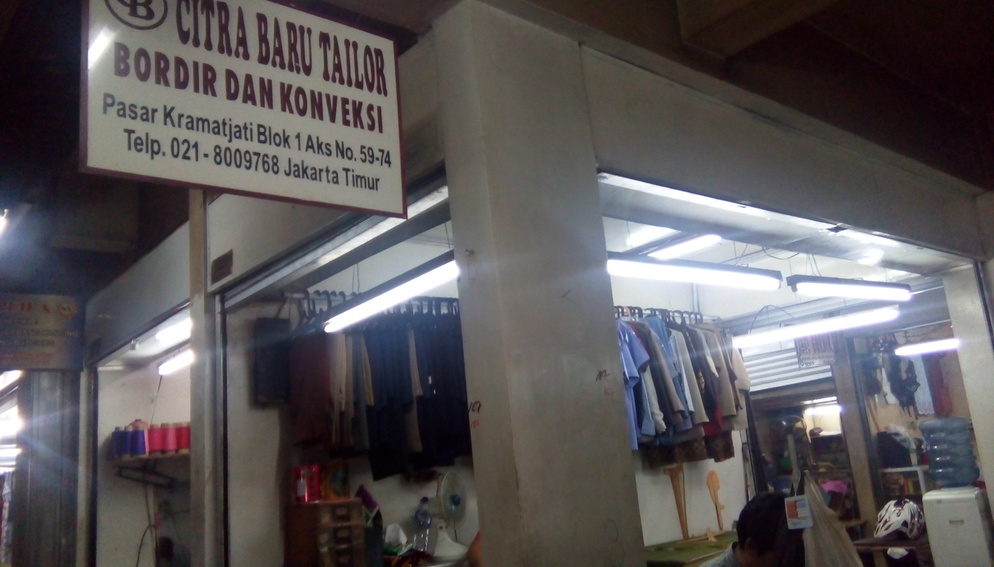 CB CITRA BARU TAILOR
BORDIR DAN KONVEKSI
Pasar Kramatjati Blok 1 Aks No. 59-74
Telp. 021 - 8009768 Jakarta Timur